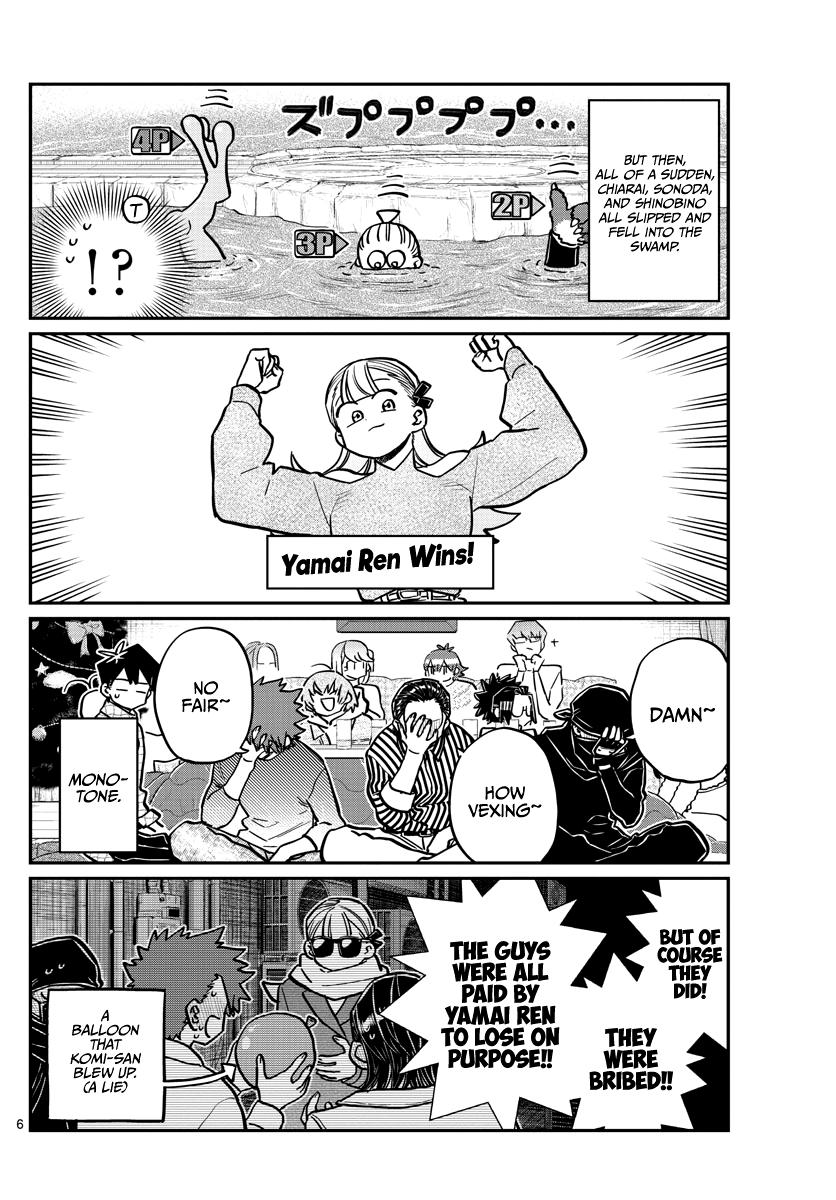 BUT THEN,
ALL OF A SUDDEN,
CHIARAI, SONODA,
AND SHINOBINO
ALL SLIPPED AND
FELL INTO THE
SWAMP.
ズププププ…
4P
2P
3P
T
!?
Yamai Ren Wins!
DAMN~
NO
FAIR~
HOW
VEXING~
MONO-
TONE.
BUT OF
COURSE
THEY
DID!
THEY
WERE
BRIBED!!
THE GUYS
WERE ALL
PAID BY
YAMAI REN
TO LOSE ON
PURPOSE!!
A
BALLOON
THAT
KOMI-SAN
BLEW UP.
(A LIE)
6